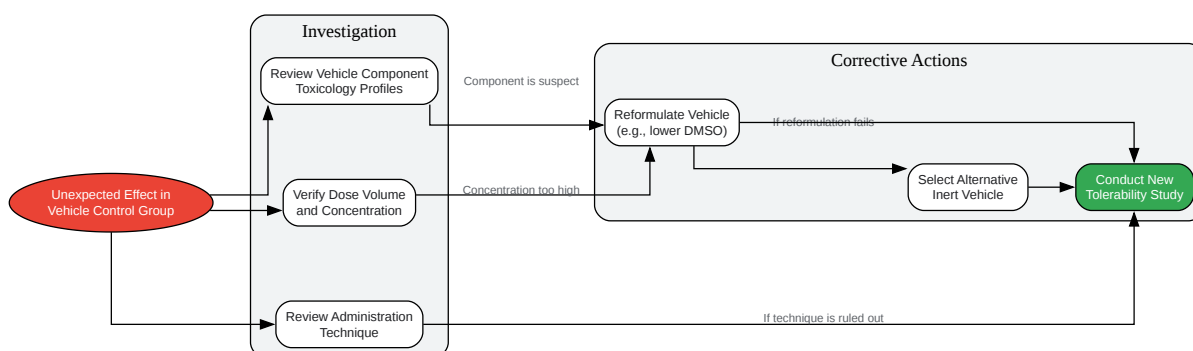 Investigation
Corrective Actions
Review Vehicle Component
Toxicology Profiles
Component is suspect
Reformulate Vehicle
(e.g., lower DMSO)
If reformulation fails
Unexpected Effect in
Vehicle Control Group
Verify Dose Volume
and Concentration
Concentration too high
Select Alternative
Inert Vehicle
Conduct New
Tolerability Study
Review Administration
Technique
If technique is ruled out